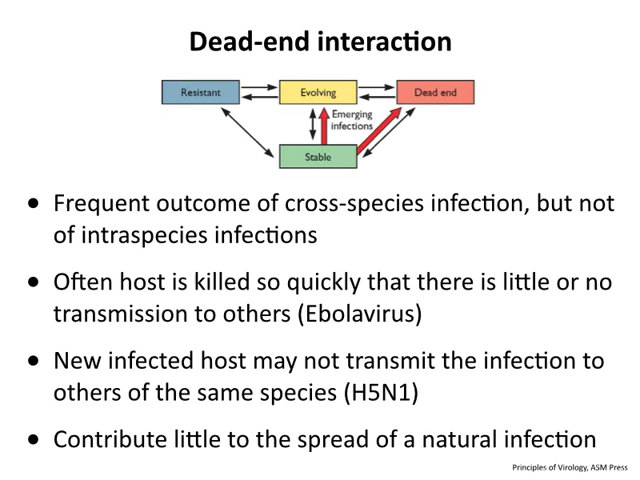 Dead-end interaction
Resistant
Evolving
Dead end
Emerging
infections
Stable
● Frequent outcome of cross-species infection, but not
of intraspecies infections
● Often host is killed so quickly that there is little or no
transmission to others (Ebolavirus)
● New infected host may not transmit the infection to
others of the same species (H5N1)
● Contribute little to the spread of a natural infection
Principles of Virology, ASM Press